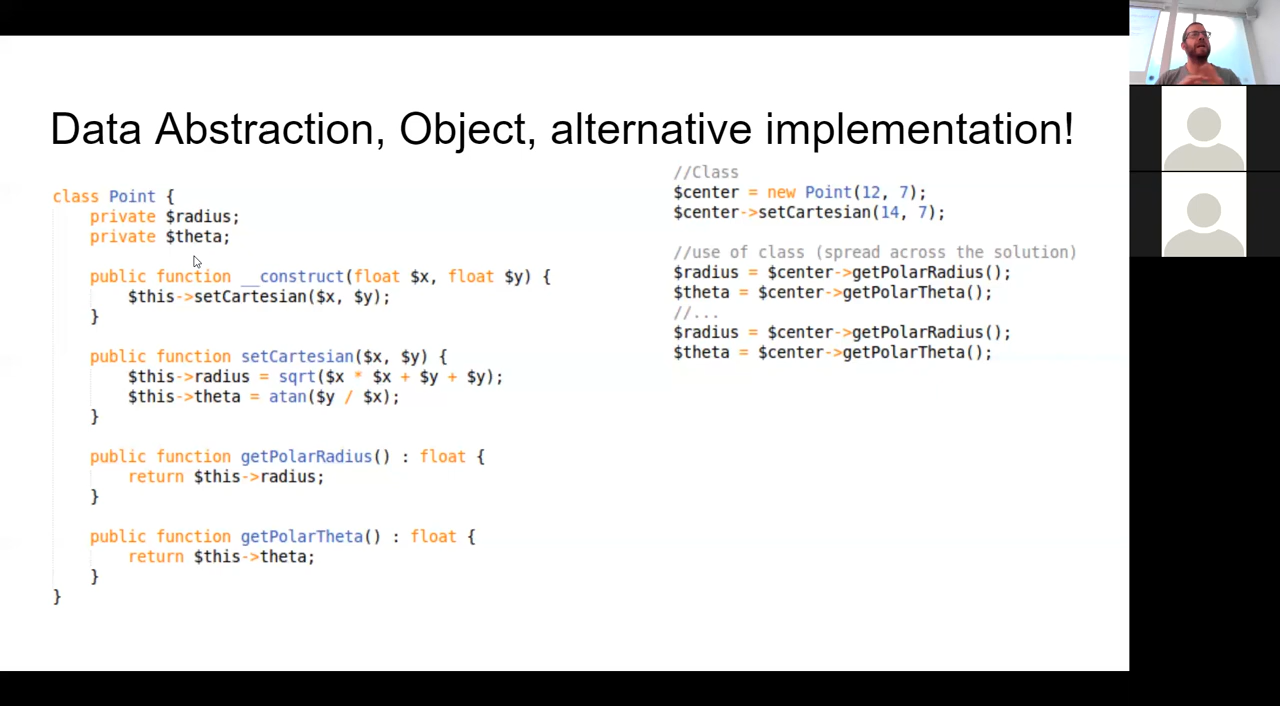 Data Abstraction, Object, alternative implementation!
class Point {
private $radius;
private $theta;
public function __construct(float $x, float $y) {
$this->setCartesian($x, $y);
}
public function setCartesian($x, $y) {
$this->radius = sqrt($x * $x + $y + $y);
$this->theta = atan($y / $x);
}
public function getPolarRadius() : float {
return $this->radius;
}
public function getPolarTheta() : float {
return $this->theta;
}
}
//Class
$center = new Point(12, 7);
$center->setCartesian(14, 7);
//use of class (spread across the solution)
$radius = $center->getPolarRadius();
$theta = $center->getPolarTheta();
//...
$radius = $center->getPolarRadius();
$theta = $center->getPolarTheta();